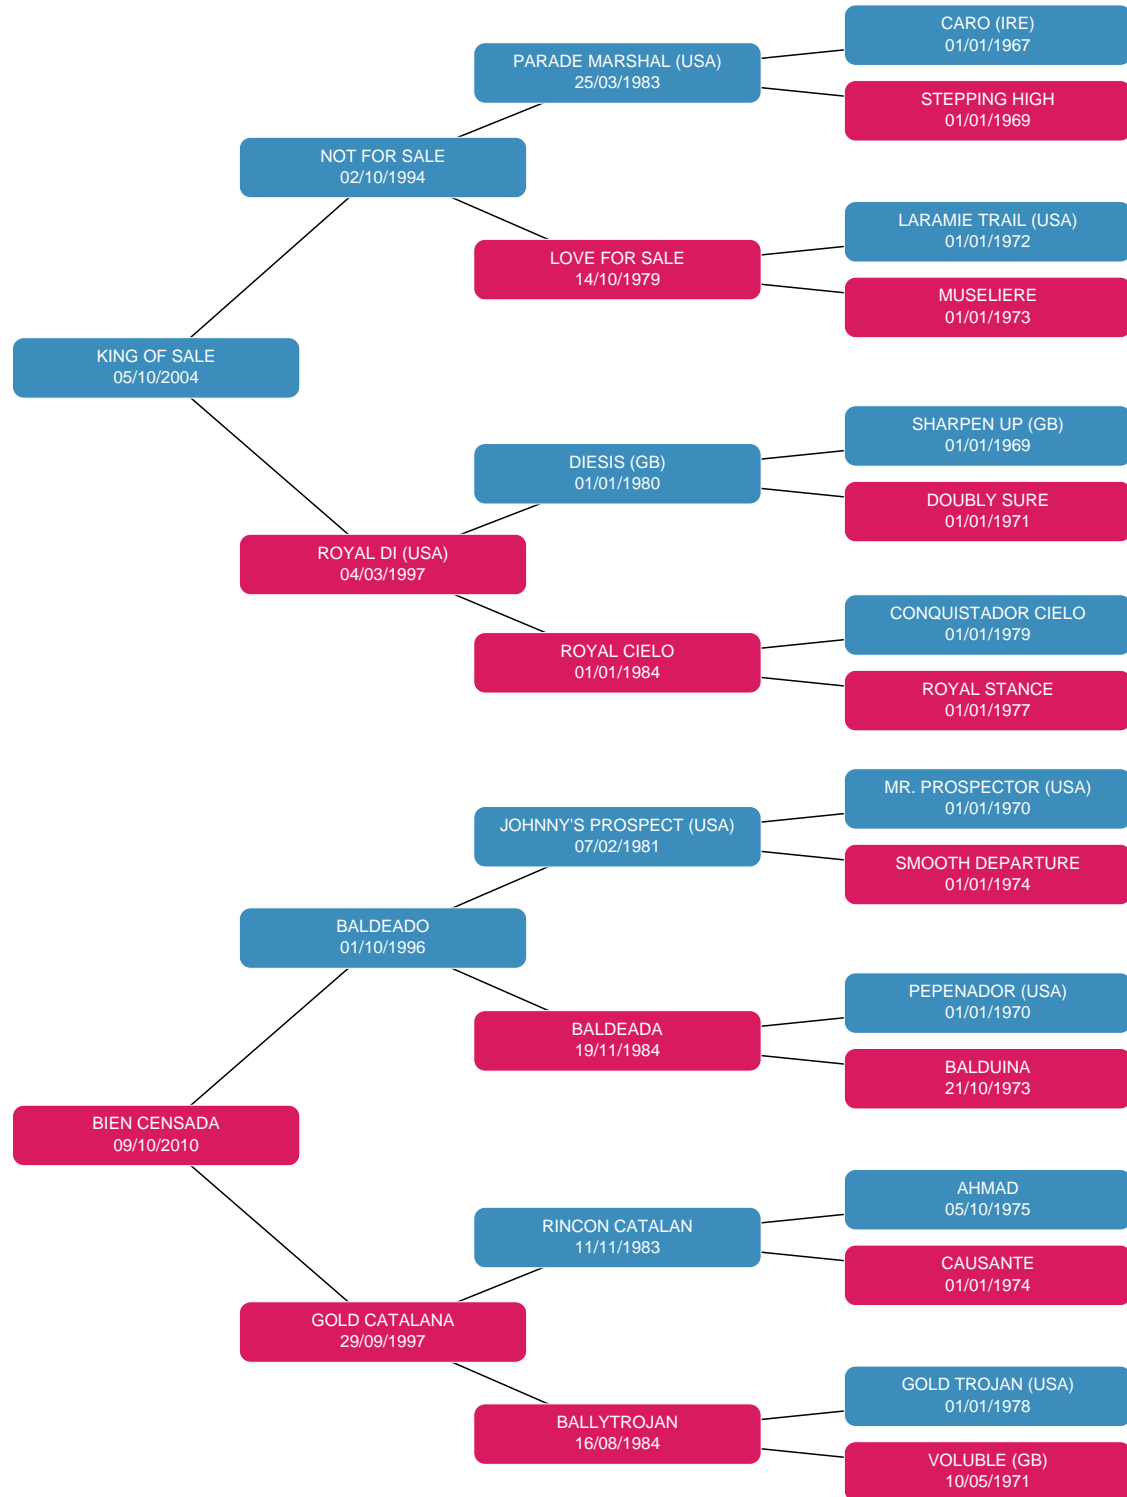 CARO (IRE)
01/01/1967
PARADE MARSHAL (USA)
25/03/1983
STEPPING HIGH
01/01/1969
NOT FOR SALE
02/10/1994
LARAMIE TRAIL (USA)
01/01/1972
LOVE FOR SALE
14/10/1979
MUSELIERE
01/01/1973
KING OF SALE
05/10/2004
SHARPEN UP (GB)
01/01/1969
DIESIS (GB)
01/01/1980
DOUBLY SURE
01/01/1971
ROYAL DI (USA)
04/03/1997
CONQUISTADOR CIELO
01/01/1979
ROYAL CIELO
01/01/1984
ROYAL STANCE
01/01/1977
MR. PROSPECTOR (USA)
01/01/1970
JOHNNY'S PROSPECT (USA)
07/02/1981
SMOOTH DEPARTURE
01/01/1974
BALDEADO
01/10/1996
PEPENADOR (USA)
01/01/1970
BALDEADA
19/11/1984
BALDUINA
21/10/1973
BIEN CENSADA
09/10/2010
AHMAD
05/10/1975
RINCON CATALAN
11/11/1983
CAUSANTE
01/01/1974
GOLD CATALANA
29/09/1997
GOLD TROJAN (USA)
01/01/1978
BALLYTROJAN
16/08/1984
VOLUBLE (GB)
10/05/1971